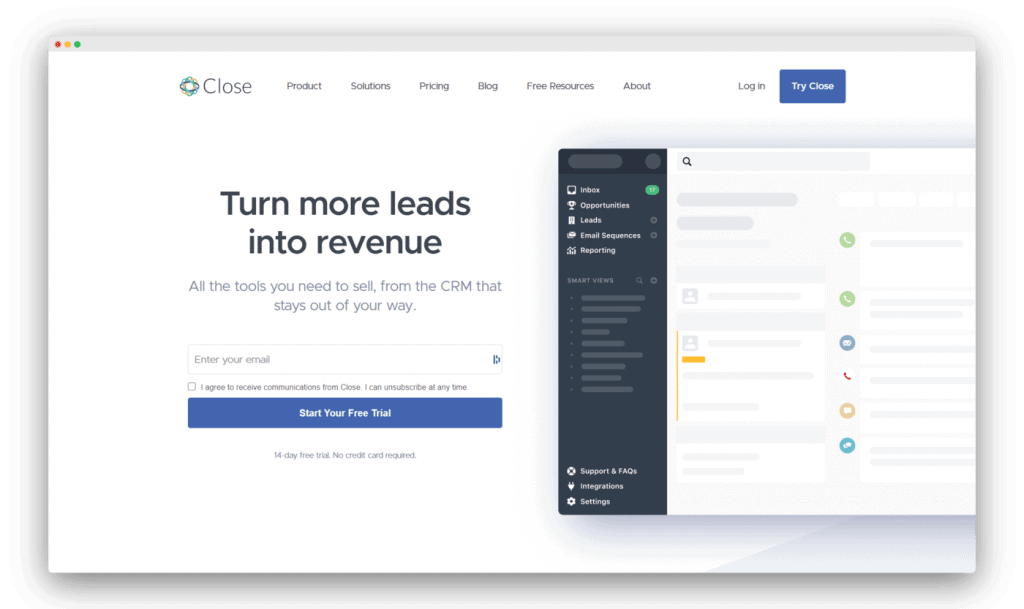 Close
Product
Solutions
Pricing
Blog
Free Resources
About
Log in
Try Close
Turn more leads
into revenue
All the tools you need to sell, from the CRM that
stays out of your way.
Enter your email
I agree to receive communications from Close. I can unsubscribe at any time.
Start Your Free Trial
14-day free trial. No credit card required.
Inbox
17
Opportunities
Leads
Email Sequences
Reporting
SMART VIEWS
Support & FAQs
Integrations
Settings